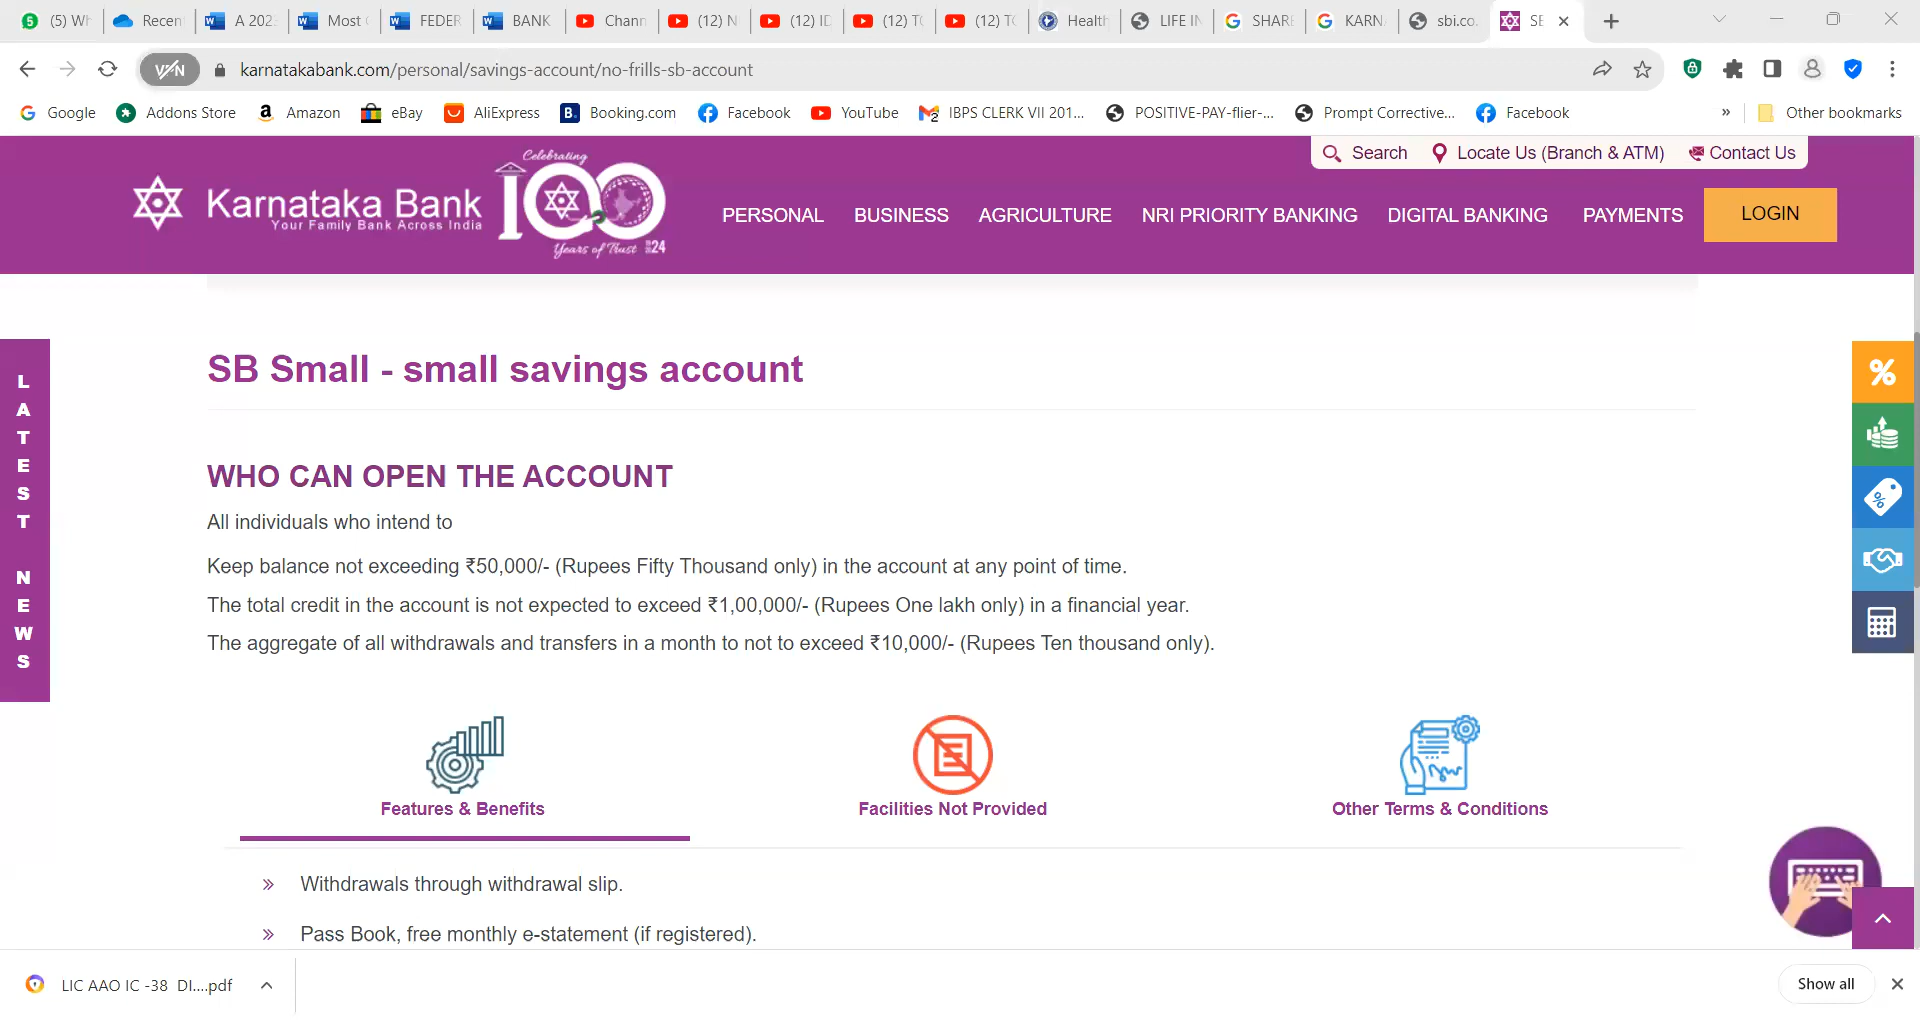 (5) Wh
Recen
A 202
Most
FEDER
BANK
Chann
(12) N
(12) ID
(12) TO
(12) TO
Health
LIFE IN
SHARE
KARN
sbi.co.
SE
VPN
karnatakabank.com/personal/savings-account/no-frills-sb-account
Google
Addons Store
Amazon
eBay
AliExpress
Booking.com
Facebook
YouTube
IBPS CLERK VII 201...
POSITIVE-PAY-flier-...
Prompt Corrective...
Facebook
»
Other bookmarks
Search
Locate Us (Branch & ATM)
Contact Us
Karnataka Bank
Your Family Bank Across India
Celebrating
100
Years of Trust 24
PERSONAL
BUSINESS
AGRICULTURE
NRI PRIORITY BANKING
DIGITAL BANKING
PAYMENTS
LOGIN
LATEST NEWS
SB Small - small savings account
WHO CAN OPEN THE ACCOUNT
All individuals who intend to
Keep balance not exceeding ₹50,000/- (Rupees Fifty Thousand only) in the account at any point of time.
The total credit in the account is not expected to exceed ₹1,00,000/- (Rupees One lakh only) in a financial year.
The aggregate of all withdrawals and transfers in a month to not to exceed ₹10,000/- (Rupees Ten thousand only).
Features & Benefits
Facilities Not Provided
Other Terms & Conditions
» Withdrawals through withdrawal slip.
» Pass Book, free monthly e-statement (if registered).
LIC AAO IC -38 DI....pdf
Show all